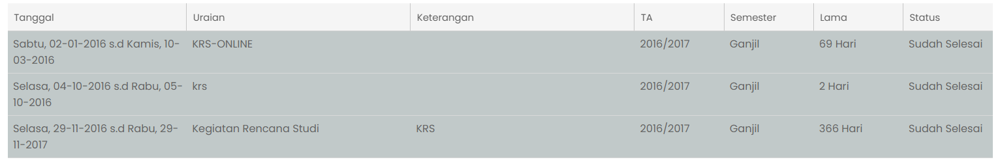 Tanggal Uraian Keterangan TA Semester Lama Status
Sabtu, 02-01-2016 s.d Kamis, 10- KRS-ONLINE 2016/2017 Ganjil 69 Hari Sudah Selesai
03-2016
Selasa, 04-10-2016 s.d Rabu, 05- krs 2016/2017 Ganjil 2 Hari Sudah Selesai
10-2016
Selasa, 29-11-2016 s.d Rabu, 29- Kegiatan Rencana Studi KRS 2016/2017 Ganjil 366 Hari Sudah Selesai
11-2017